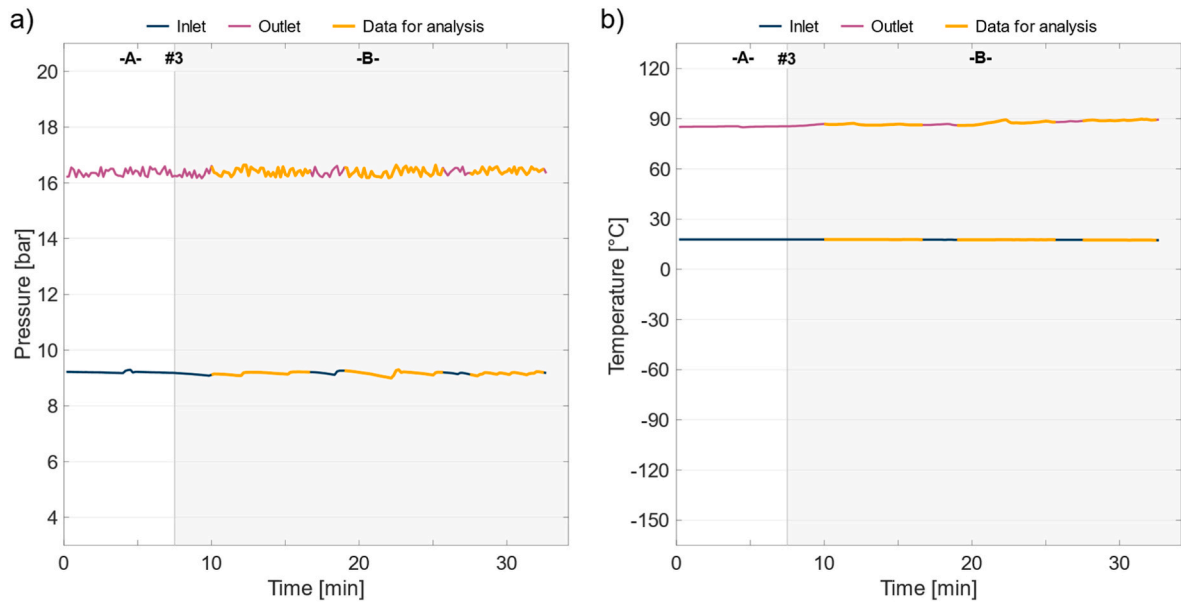 a)
Inlet Outlet Data for analysis
-A- #3 -B-
20
18
16
14
12
10
8
6
4
Pressure [bar]
0 10 20 30
Time [min]
b)
Inlet Outlet Data for analysis
-A- #3 -B-
120
90
60
30
0
-30
-60
-90
-120
-150
Temperature [°C]
0 10 20 30
Time [min]